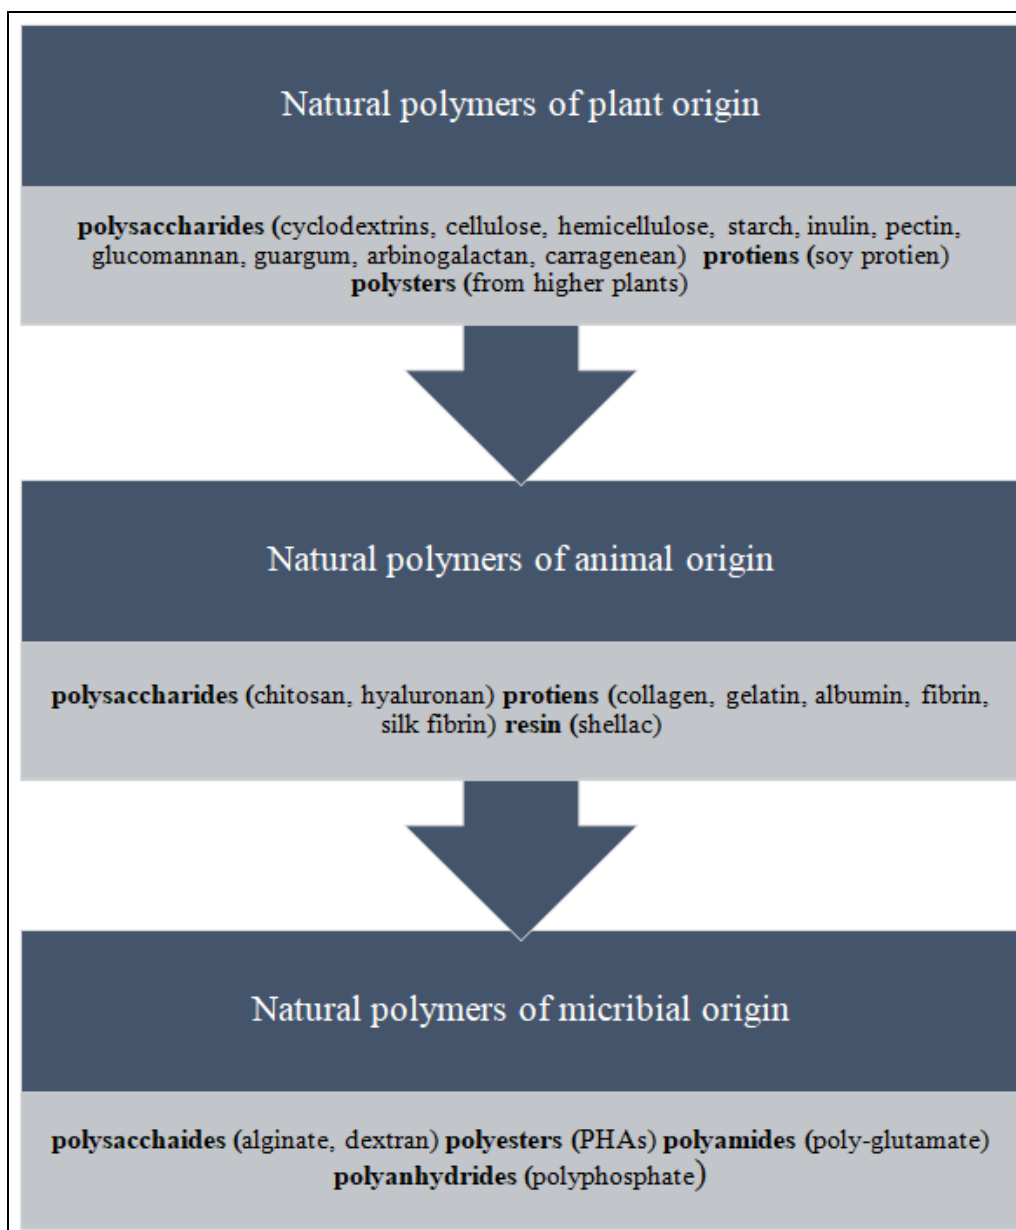 Natural polymers of plant origin
polysaccharides (cyclodextrins, cellulose, hemicellulose, starch, inulin, pectin,
glucomannan, guargum, arbinogalactan, carragenean) protiens (soy protien)
polysters (from higher plants)
Natural polymers of animal origin
polysaccharides (chitosan, hyaluronan) protiens (collagen, gelatin, albumin, fibrin,
silk fibrin) resin (shellac)
Natural polymers of micribial origin
polysacchaides (alginate, dextran) polyesters (PHAs) polyamides (poly-glutamate)
polyanhydrides (polyphosphate)